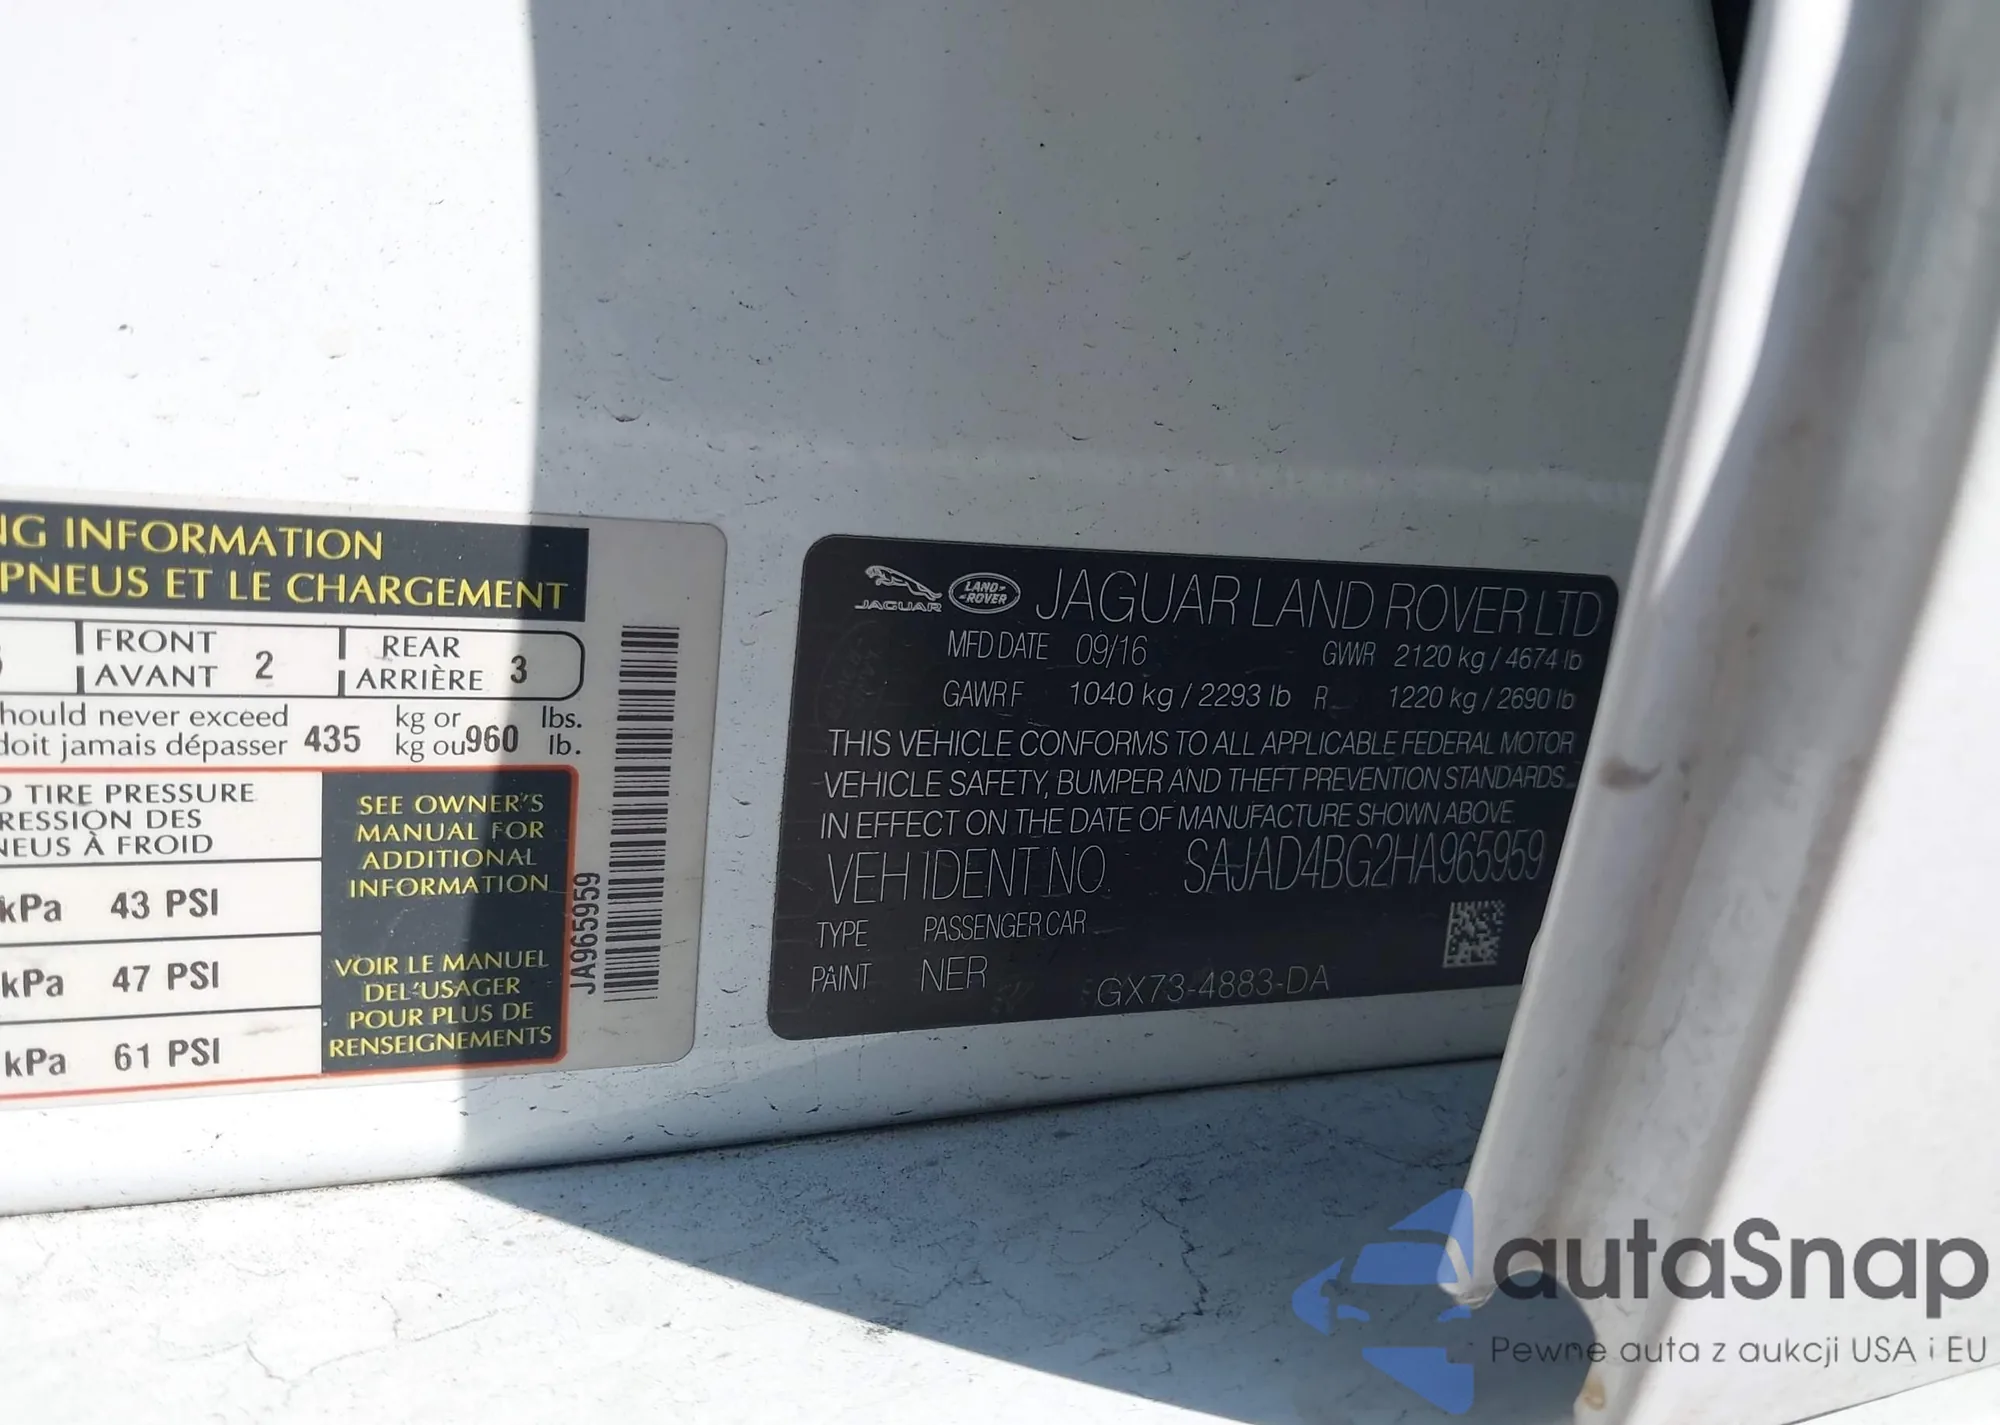 NG INFORMATION
PNEUS ET LE CHARGEMENT
FRONT
AVANT 2
REAR
ARRIÈRE 3
hould never exceed 435 kg or 960 lbs.
doit jamais dépasser kg ou lb.
TIRE PRESSURE
RESSION DES
NEUS À FROID
kPa 43 PSI
kPa 47 PSI
kPa 61 PSI
SEE OWNER'S
MANUAL FOR
ADDITIONAL
INFORMATION
VOIR LE MANUEL
DEL'USAGER
POUR PLUS DE
RENSEIGNEMENTS
JA965959
JAGUAR
LAND-
-ROVER
JAGUAR LAND ROVER LTD
MFD DATE 09/16 GVWR 2120 kg / 4674 lb
GAWR F 1040 kg / 2293 lb R 1220 kg / 2690 lb
THIS VEHICLE CONFORMS TO ALL APPLICABLE FEDERAL MOTOR
VEHICLE SAFETY, BUMPER AND THEFT PREVENTION STANDARDS
IN EFFECT ON THE DATE OF MANUFACTURE SHOWN ABOVE
VEH IDENT NO SAJAD4BG2HA965959
TYPE PASSENGER CAR
PAINT NER GX73-4883-DA
autaSnap
Pewne auta z aukcji USA i EU